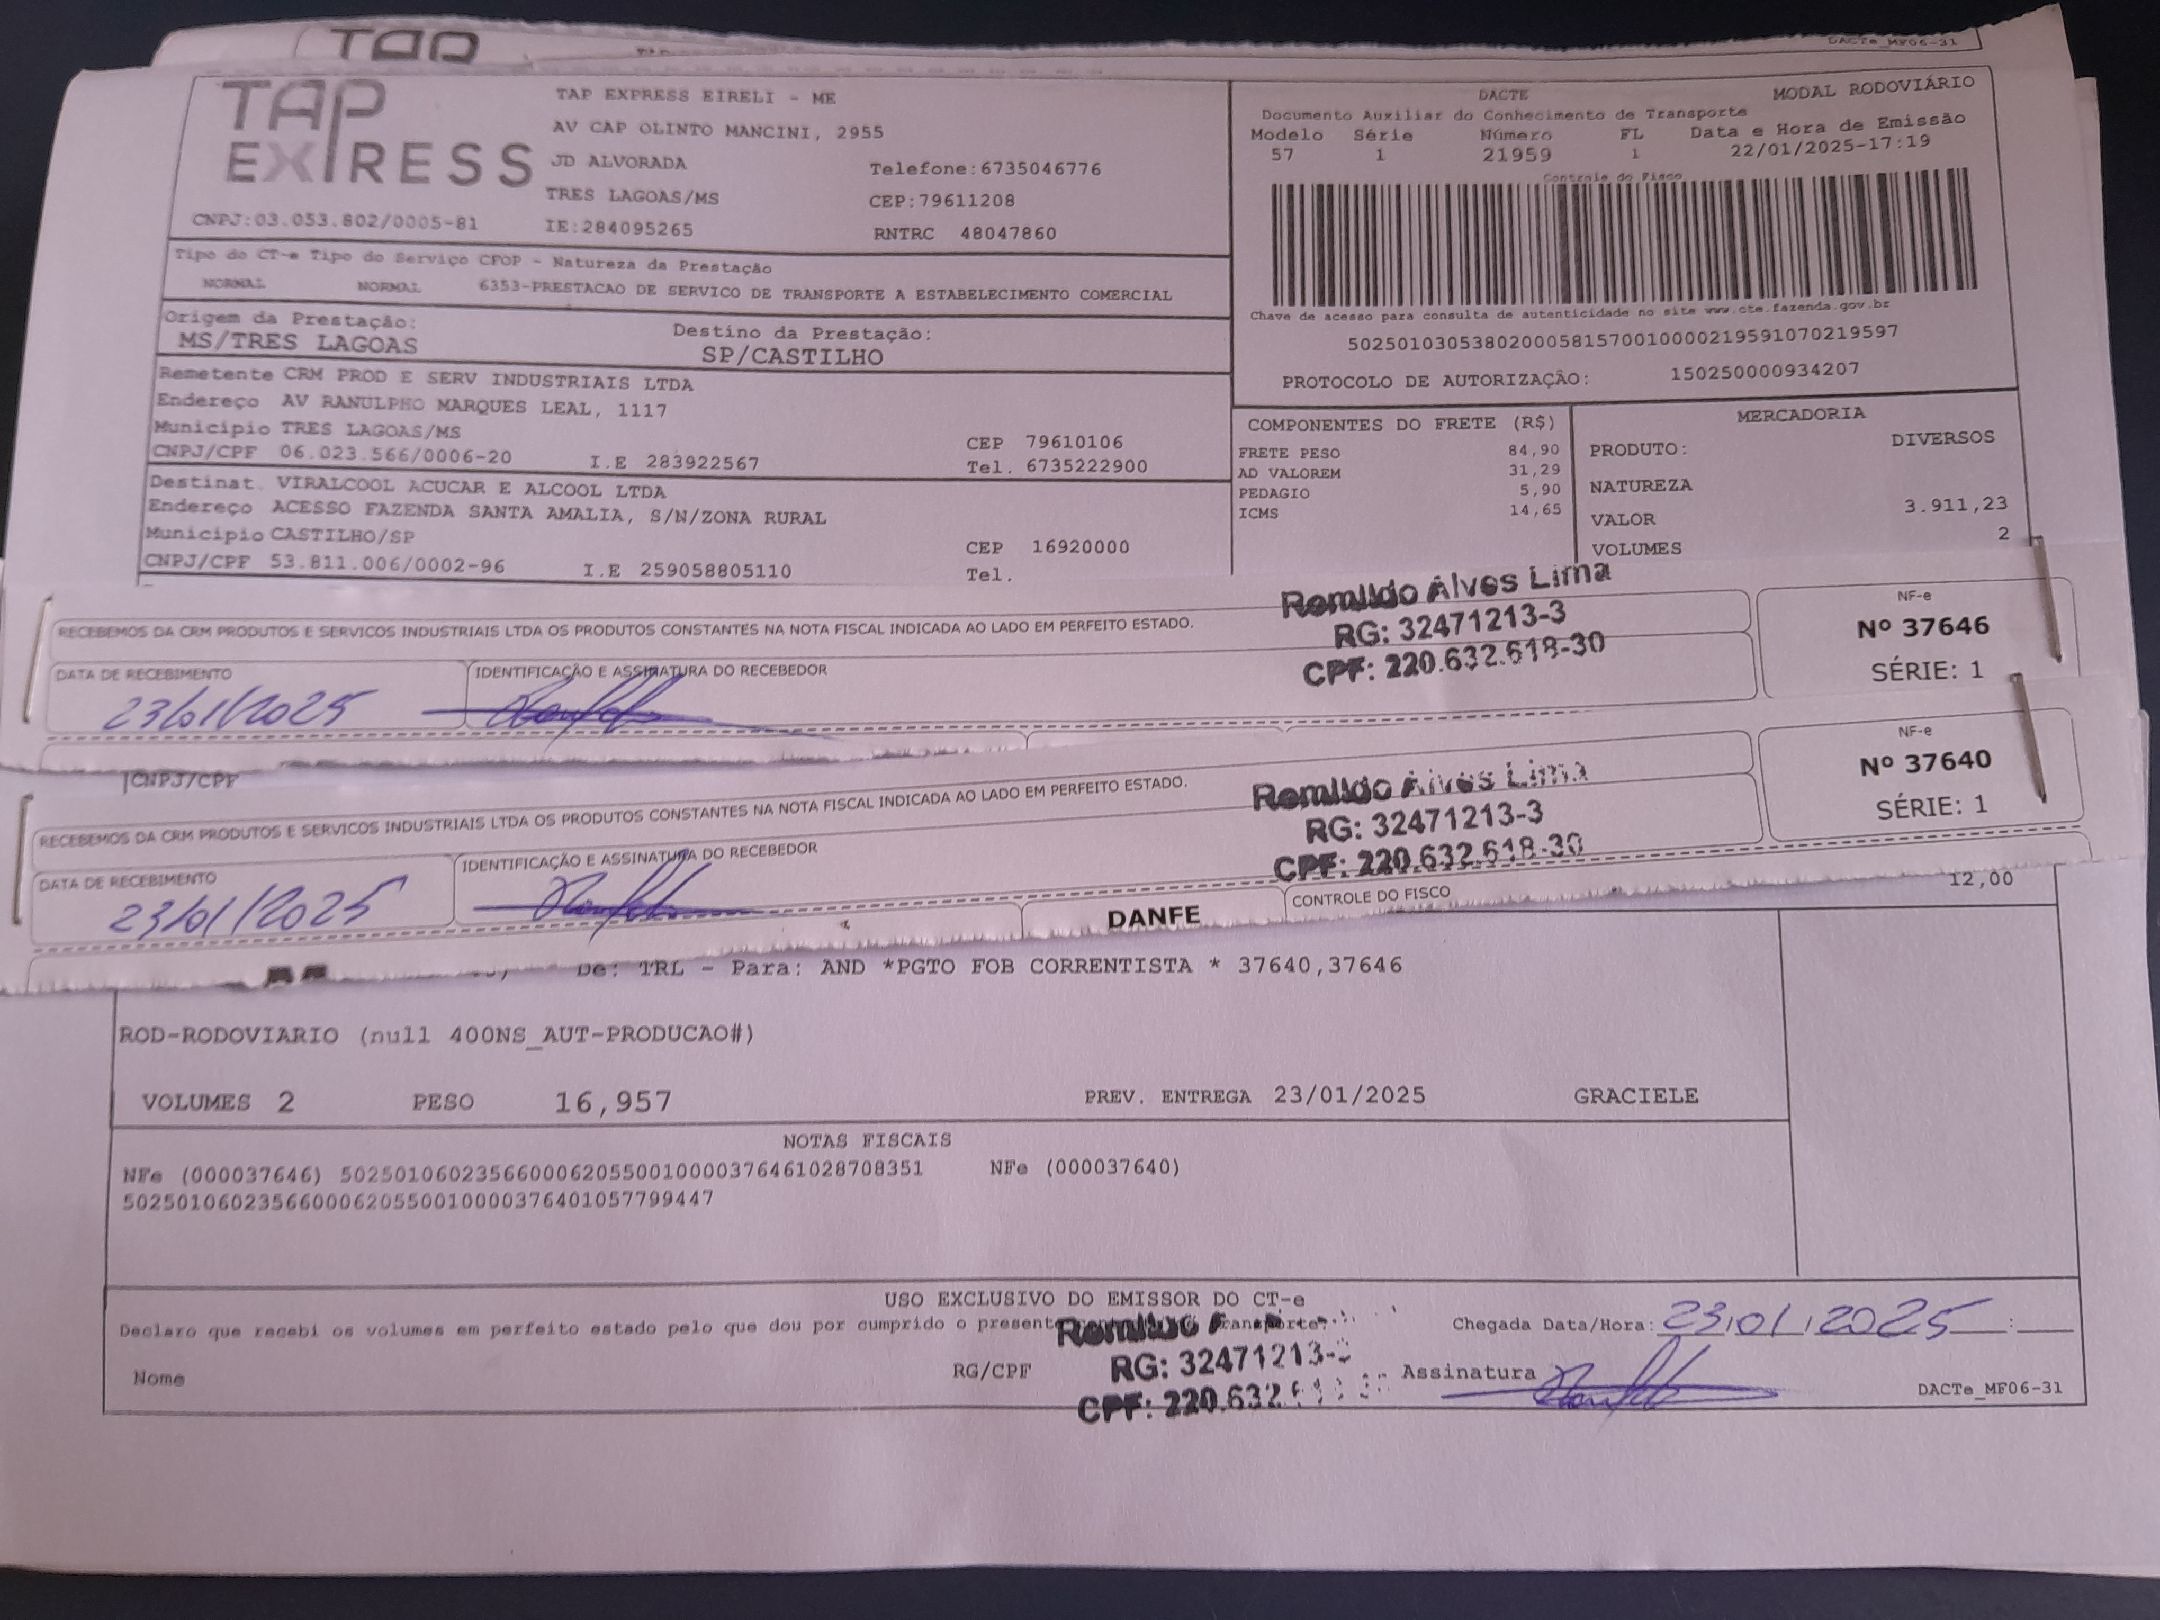 TAP
DACTe_MF06-31
TAP EXPRESS
TAP EXPRESS EIRELI - ME
AV CAP OLINTO MANCINI, 2955
JD ALVORADA
Telefone:6735046776
TRES LAGOAS/MS
CEP:79611208
CNPJ:03.053.802/0005-81
IE:284095265
RNTRC 48047860
DACTE
MODAL RODOVIÁRIO
Documento Auxiliar do Conhecimento de Transporte
Modelo Série Número FL Data e Hora de Emissão
57 1 21959 1 22/01/2025-17:19
Controle do Fisco
Chave de acesso para consulta de autenticidade no site www.cte.fazenda.gov.br
50250103053802000581570010000219591070219597
PROTOCOLO DE AUTORIZAÇÃO: 150250000934207
Tipo do CT-e Tipo do Serviço CFOP - Natureza da Prestação
NORMAL NORMAL 6353-PRESTACAO DE SERVICO DE TRANSPORTE A ESTABELECIMENTO COMERCIAL
Origem da Prestação:
MS/TRES LAGOAS
Destino da Prestação:
SP/CASTILHO
Remetente CRM PROD E SERV INDUSTRIAIS LTDA
Endereço AV RANULPHO MARQUES LEAL, 1117
Municipio TRES LAGOAS/MS
CEP 79610106
CNPJ/CPF 06.023.566/0006-20 I.E 283922567 Tel. 6735222900
Destinat. VIRALCOOL ACUCAR E ALCOOL LTDA
Endereço ACESSO FAZENDA SANTA AMALIA, S/N/ZONA RURAL
Municipio CASTILHO/SP
CEP 16920000
CNPJ/CPF 53.811.006/0002-96 I.E 259058805110 Tel.
COMPONENTES DO FRETE (R$)
FRETE PESO 84,90
AD VALOREM 31,29
PEDAGIO 5,90
ICMS 14,65
MERCADORIA
PRODUTO: DIVERSOS
NATUREZA
VALOR 3.911,23
VOLUMES 2
RECEBEMOS DA CRM PRODUTOS E SERVICOS INDUSTRIAIS LTDA OS PRODUTOS CONSTANTES NA NOTA FISCAL INDICADA AO LADO EM PERFEITO ESTADO.
Romildo Alves Lima
RG: 32471213-3
CPF: 220.632.618-30
NF-e
Nº 37646
SÉRIE: 1
DATA DE RECEBIMENTO
23/01/2025
IDENTIFICAÇÃO E ASSINATURA DO RECEBEDOR
CNPJ/CPF
RECEBEMOS DA CRM PRODUTOS E SERVICOS INDUSTRIAIS LTDA OS PRODUTOS CONSTANTES NA NOTA FISCAL INDICADA AO LADO EM PERFEITO ESTADO.
Romildo Alves Lima
RG: 32471213-3
CPF: 220.632.618-30
NF-e
Nº 37640
SÉRIE: 1
DATA DE RECEBIMENTO
23/01/2025
IDENTIFICAÇÃO E ASSINATURA DO RECEBEDOR
DANFE
CONTROLE DO FISCO
12,00
De: TRL - Para: AND *PGTO FOB CORRENTISTA * 37640,37646
ROD-RODOVIARIO (null 400NS_AUT-PRODUCAO#)
VOLUMES 2 PESO 16,957 PREV. ENTREGA 23/01/2025 GRACIELE
NOTAS FISCAIS
NFe (000037646) 50250106023566000620550010000376461028708351 NFe (000037640)
50250106023566000620550010000376401057799447
USO EXCLUSIVO DO EMISSOR DO CT-e
Declaro que recebi os volumes em perfeito estado pelo que dou por cumprido o presente Transporte.
Chegada Data/Hora: 23/01/2025 :
Romildo
RG: 32471213-
CPF: 220.632.
Nome
RG/CPF
Assinatura
DACTe_MF06-31